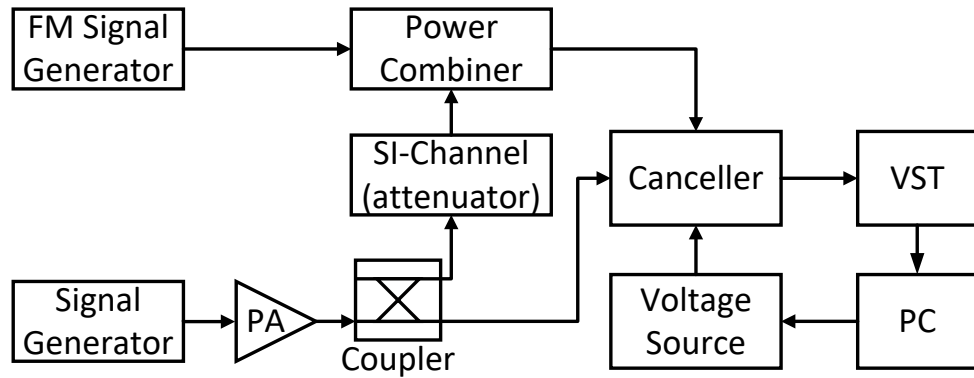 FM Signal
Generator
Power
Combiner
SI-Channel
(attenuator)
Canceller
VST
Signal
Generator
PA
Coupler
Voltage
Source
PC